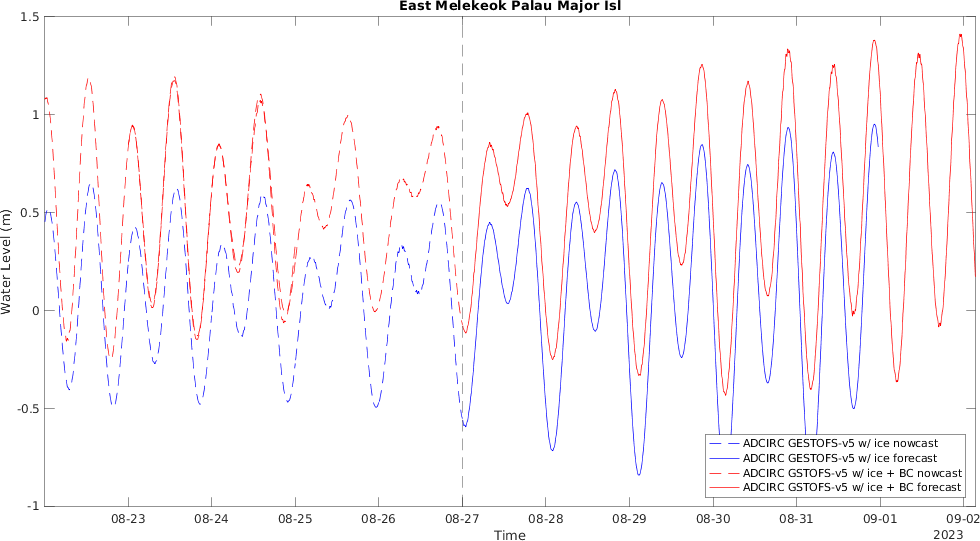 East Melekeok Palau Major Isl
1.5
1
0.5
0
-0.5
-1
Water Level (m)
ADCIRC GESTOFS-v5 w/ ice nowcast
ADCIRC GESTOFS-v5 w/ ice forecast
ADCIRC GSTOFS-v5 w/ ice + BC nowcast
ADCIRC GSTOFS-v5 w/ ice + BC forecast
08-23 08-24 08-25 08-26 08-27 08-28 08-29 08-30 08-31 09-01 09-02
Time
2023